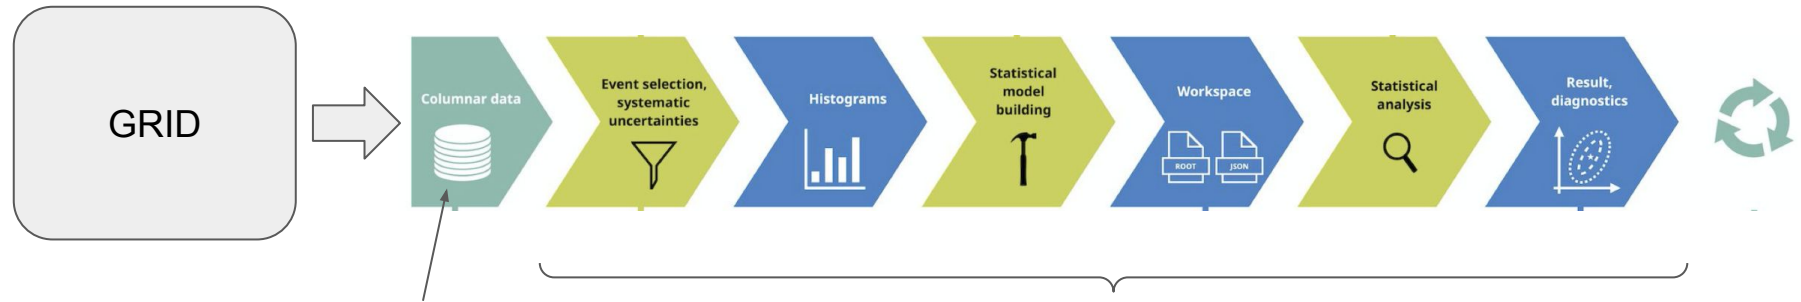 GRID
Columnar data
Event selection,
systematic
uncertainties
Histograms
Statistical
model
building
Workspace
ROOT
JSON
Statistical
analysis
Result,
diagnostics